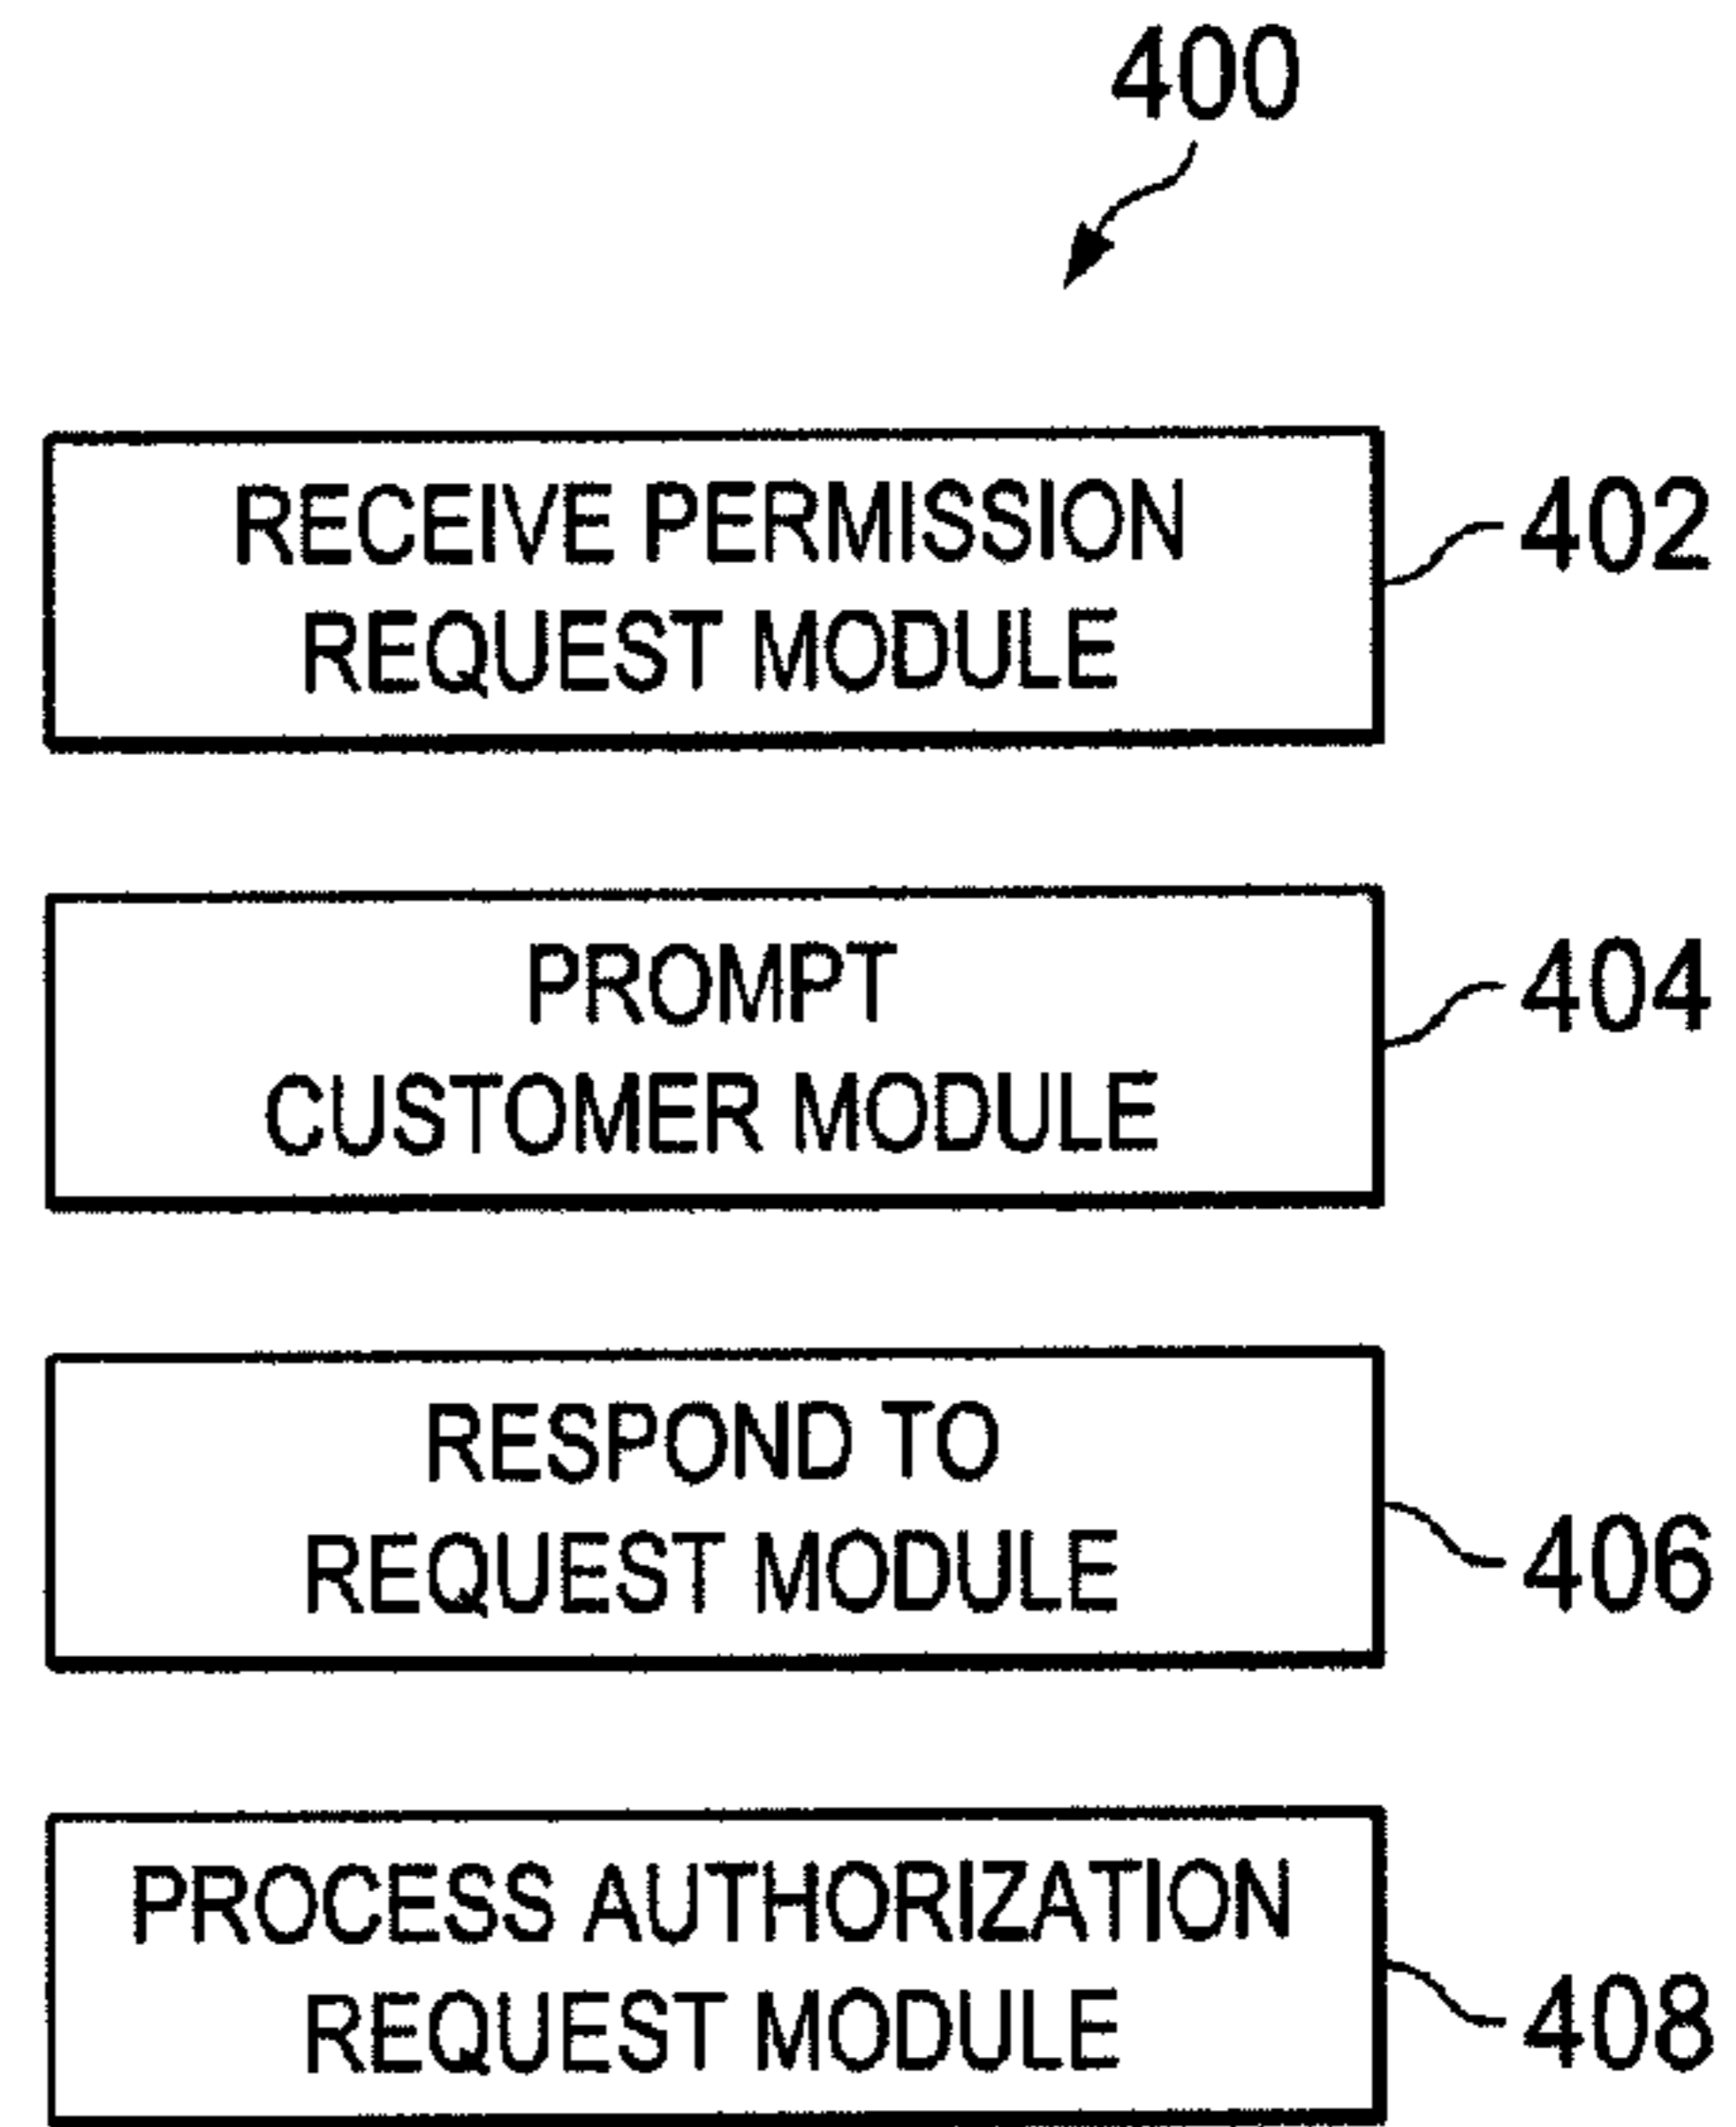 400
RECEIVE PERMISSION
REQUEST MODULE
402
PROMPT
CUSTOMER MODULE
404
RESPOND TO
REQUEST MODULE
406
PROCESS AUTHORIZATION
REQUEST MODULE
408